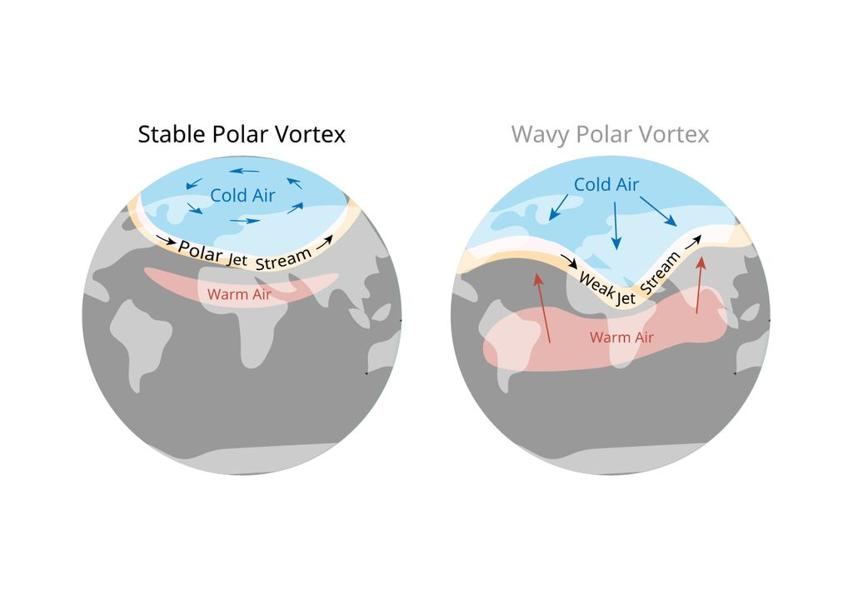 Stable Polar Vortex
Cold Air
Polar Jet Stream
Warm Air
Wavy Polar Vortex
Cold Air
Weak Jet Stream
Warm Air